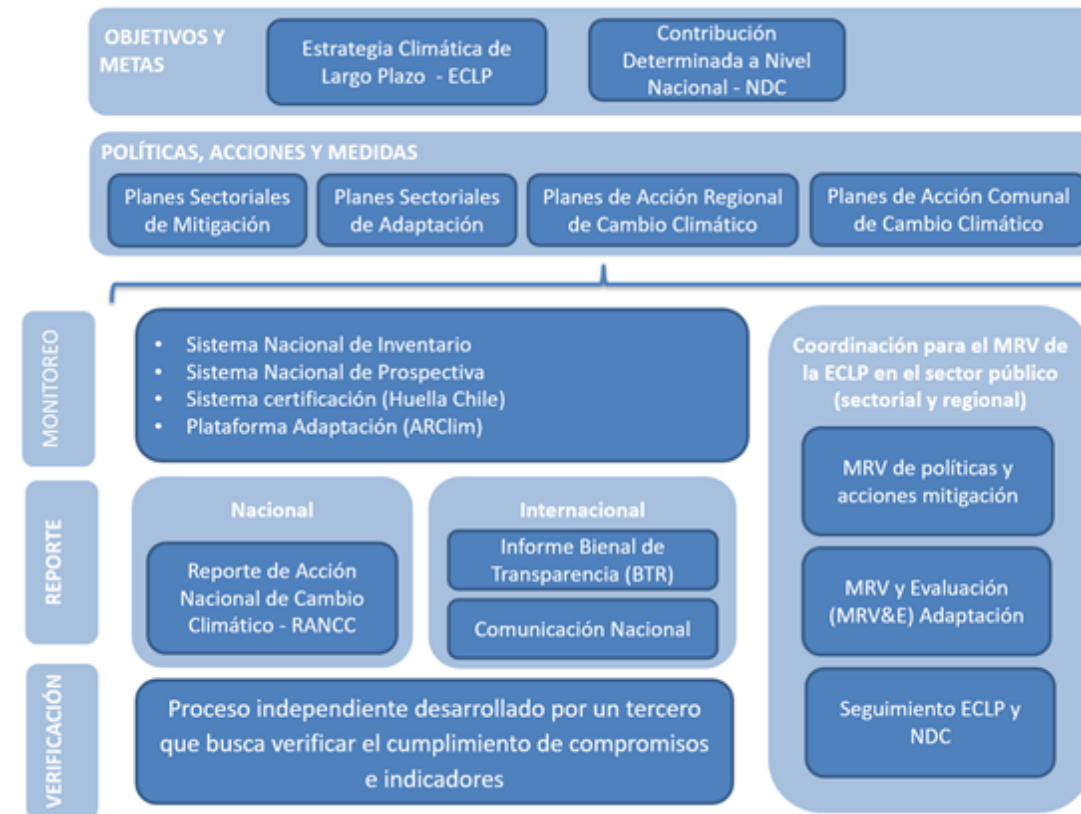 OBJETIVOS Y
METAS
Estrategia Climática de
Largo Plazo - ECLP
Contribución
Determinada a Nivel
Nacional - NDC
POLÍTICAS, ACCIONES Y MEDIDAS
Planes Sectoriales
de Mitigación
Planes Sectoriales
de Adaptación
Planes de Acción Regional
de Cambio Climático
Planes de Acción Comunal
de Cambio Climático
MONITOREO
• Sistema Nacional de Inventario
• Sistema Nacional de Prospectiva
• Sistema certificación (Huella Chile)
• Plataforma Adaptación (ARClim)
REPORTE
Nacional
Reporte de Acción
Nacional de Cambio
Climático - RANCC
Internacional
Informe Bienal de
Transparencia (BTR)
Comunicación Nacional
VERIFICACIÓN
Proceso independiente desarrollado por un tercero
que busca verificar el cumplimiento de compromisos
e indicadores
Coordinación para el MRV de
la ECLP en el sector público
(sectorial y regional)
MRV de políticas y
acciones mitigación
MRV y Evaluación
(MRV&E) Adaptación
Seguimiento ECLP y
NDC